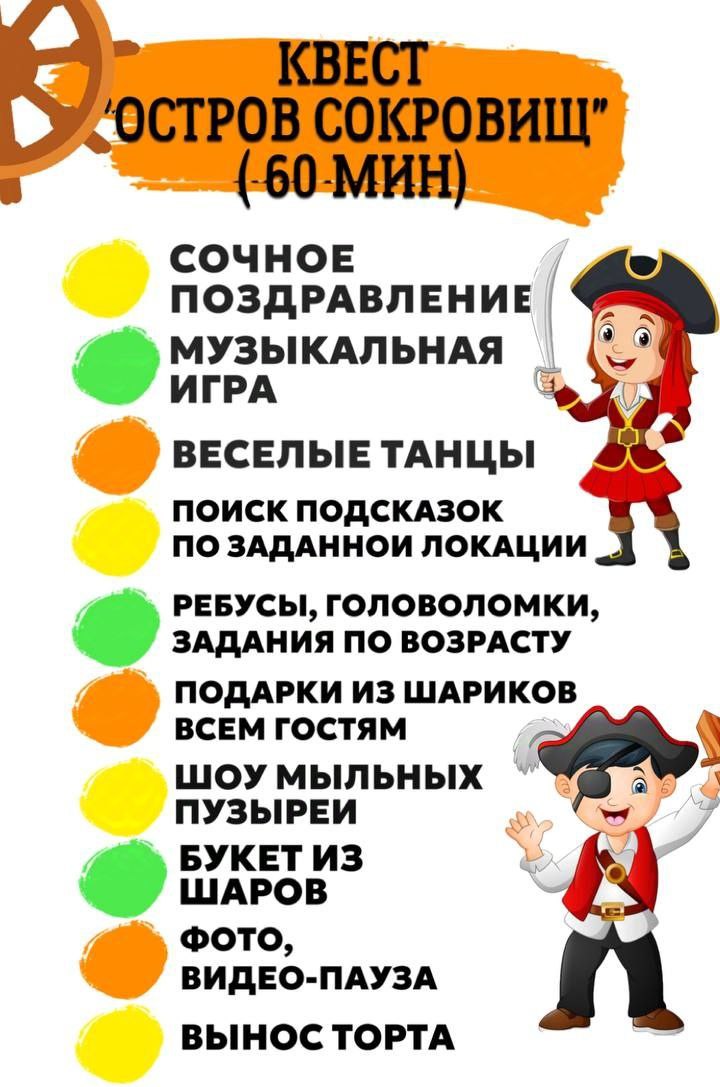 КВЕСТ
"ОСТРОВ СОКРОВИЩ"
( 60 МИН)
СОЧНОЕ
ПОЗДРАВЛЕНИЕ
МУЗЫКАЛЬНАЯ
ИГРА
ВЕСЕЛЫЕ ТАНЦЫ
ПОИСК ПОДСКАЗОК
ПО ЗАДАННОИ ЛОКАЦИИ
РЕБУСЫ, ГОЛОВОЛОМКИ,
ЗАДАНИЯ ПО ВОЗРАСТУ
ПОДАРКИ ИЗ ШАРИКОВ
ВСЕМ ГОСТЯМ
ШОУ МЫЛЬНЫХ
ПУЗЫРЕИ
БУКЕТ ИЗ
ШАРОВ
ФОТО,
ВИДЕО-ПАУЗА
ВЫНОС ТОРТА